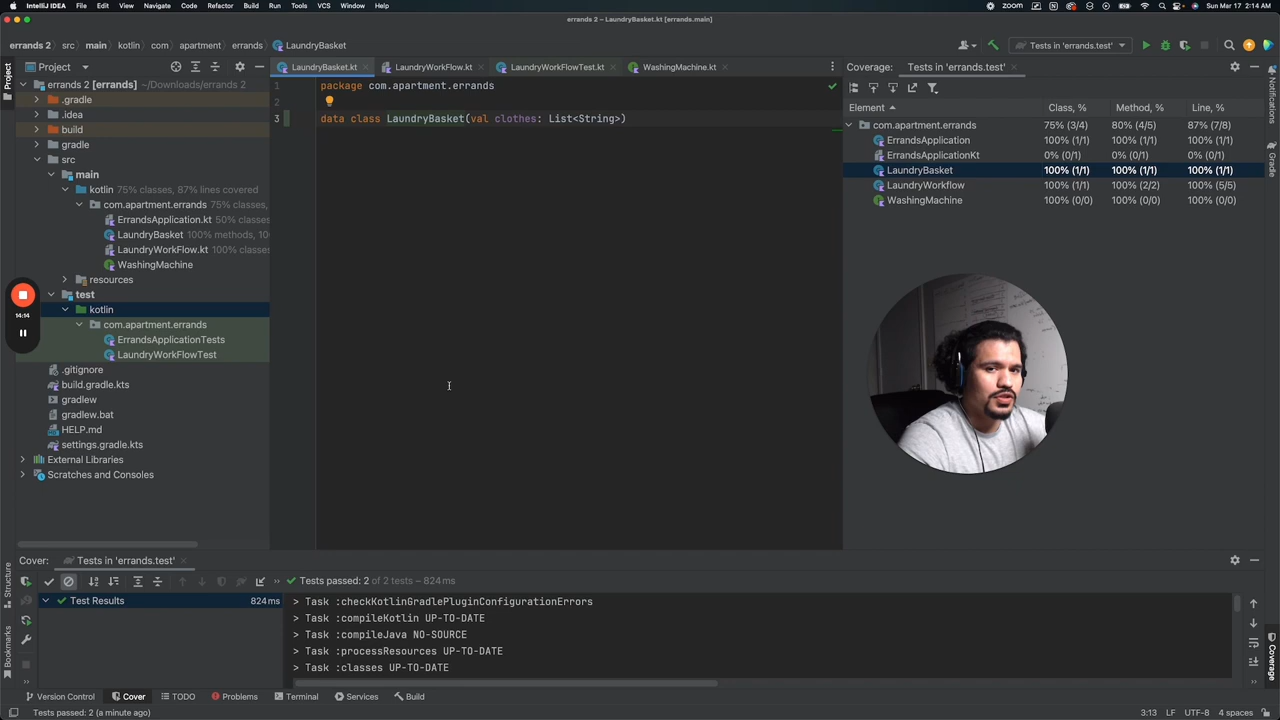 IntelliJ IDEA File Edit View Navigate Code Refactor Build Run Tools VCS Window Help
zoom
Sun Mar 17 2:14 AM
errands 2 – LaundryBasket.kt [errands.main]
errands 2 src main kotlin com apartment errands LaundryBasket
Tests in 'errands.test'
Project
LaundryBasket.kt LaundryWorkFlow.kt LaundryWorkFlowTest.kt WashingMachine.kt
Coverage: Tests in 'errands.test'
Project
Notifications
Gradle
errands 2 [errands] ~/Downloads/errands 2
.gradle
.idea
build
gradle
src
main
kotlin 75% classes, 87% lines covered
com.apartment.errands 75% classes,
ErrandsApplication.kt 50% classes
LaundryBasket 100% methods, 10
LaundryWorkFlow.kt 100% classe
WashingMachine
resources
test
kotlin
com.apartment.errands
ErrandsApplicationTests
LaundryWorkFlowTest
.gitignore
build.gradle.kts
gradlew
gradlew.bat
HELP.md
settings.gradle.kts
External Libraries
Scratches and Consoles
14:14
1 package com.apartment.errands
2
3 data class LaundryBasket(val clothes: List<String>)
Element Class, % Method, % Line, %
com.apartment.errands 75% (3/4) 80% (4/5) 87% (7/8)
ErrandsApplication 100% (1/1) 100% (1/1) 100% (1/1)
ErrandsApplicationKt 0% (0/1) 0% (0/1) 0% (0/1)
LaundryBasket 100% (1/1) 100% (1/1) 100% (1/1)
LaundryWorkflow 100% (1/1) 100% (2/2) 100% (5/5)
WashingMachine 100% (0/0) 100% (0/0) 100% (0/0)
Cover: Tests in 'errands.test'
Tests passed: 2 of 2 tests – 824 ms
Test Results 824 ms
> Task :checkKotlinGradlePluginConfigurationErrors
> Task :compileKotlin UP-TO-DATE
> Task :compileJava NO-SOURCE
> Task :processResources UP-TO-DATE
> Task :classes UP-TO-DATE
Structure
Bookmarks
Coverage
Version Control Cover TODO Problems Terminal Services Build
Tests passed: 2 (a minute ago)
3:13 LF UTF-8 4 spaces